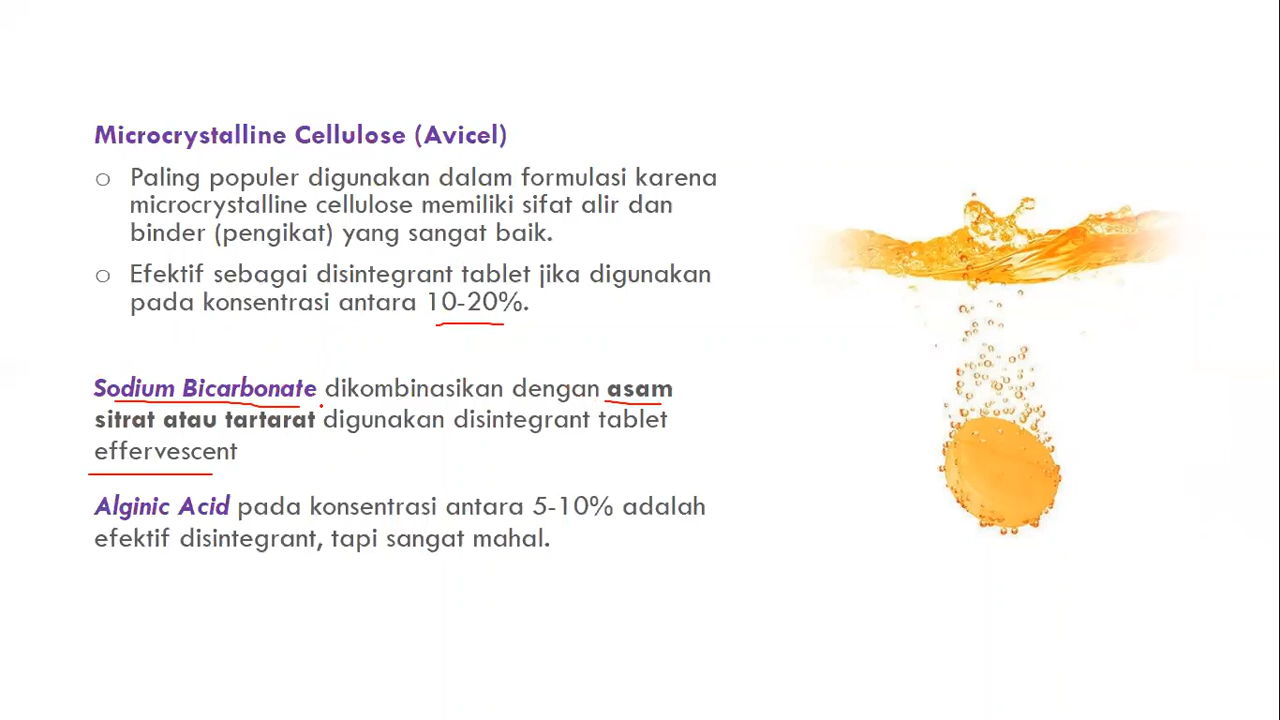 Microcrystalline Cellulose (Avicel)
○ Paling populer digunakan dalam formulasi karena
microcrystalline cellulose memiliki sifat alir dan
binder (pengikat) yang sangat baik.
○ Efektif sebagai disintegrant tablet jika digunakan
pada konsentrasi antara 10-20%.
Sodium Bicarbonate dikombinasikan dengan asam
sitrat atau tartarat digunakan disintegrant tablet
effervescent
Alginic Acid pada konsentrasi antara 5-10% adalah
efektif disintegrant, tapi sangat mahal.